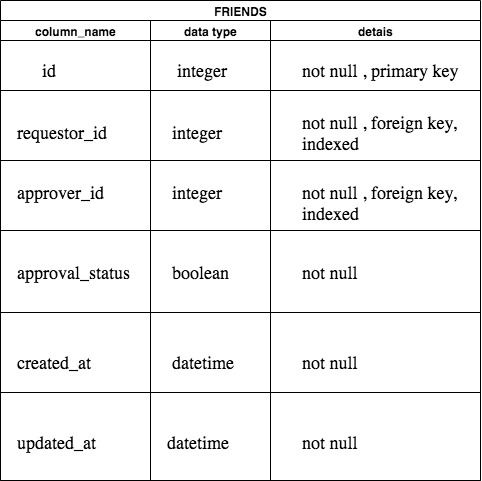 FRIENDS
column_name data type detais
id integer not null , primary key
requestor_id integer not null , foreign key,
indexed
approver_id integer not null , foreign key,
indexed
approval_status boolean not null
created_at datetime not null
updated_at datetime not null